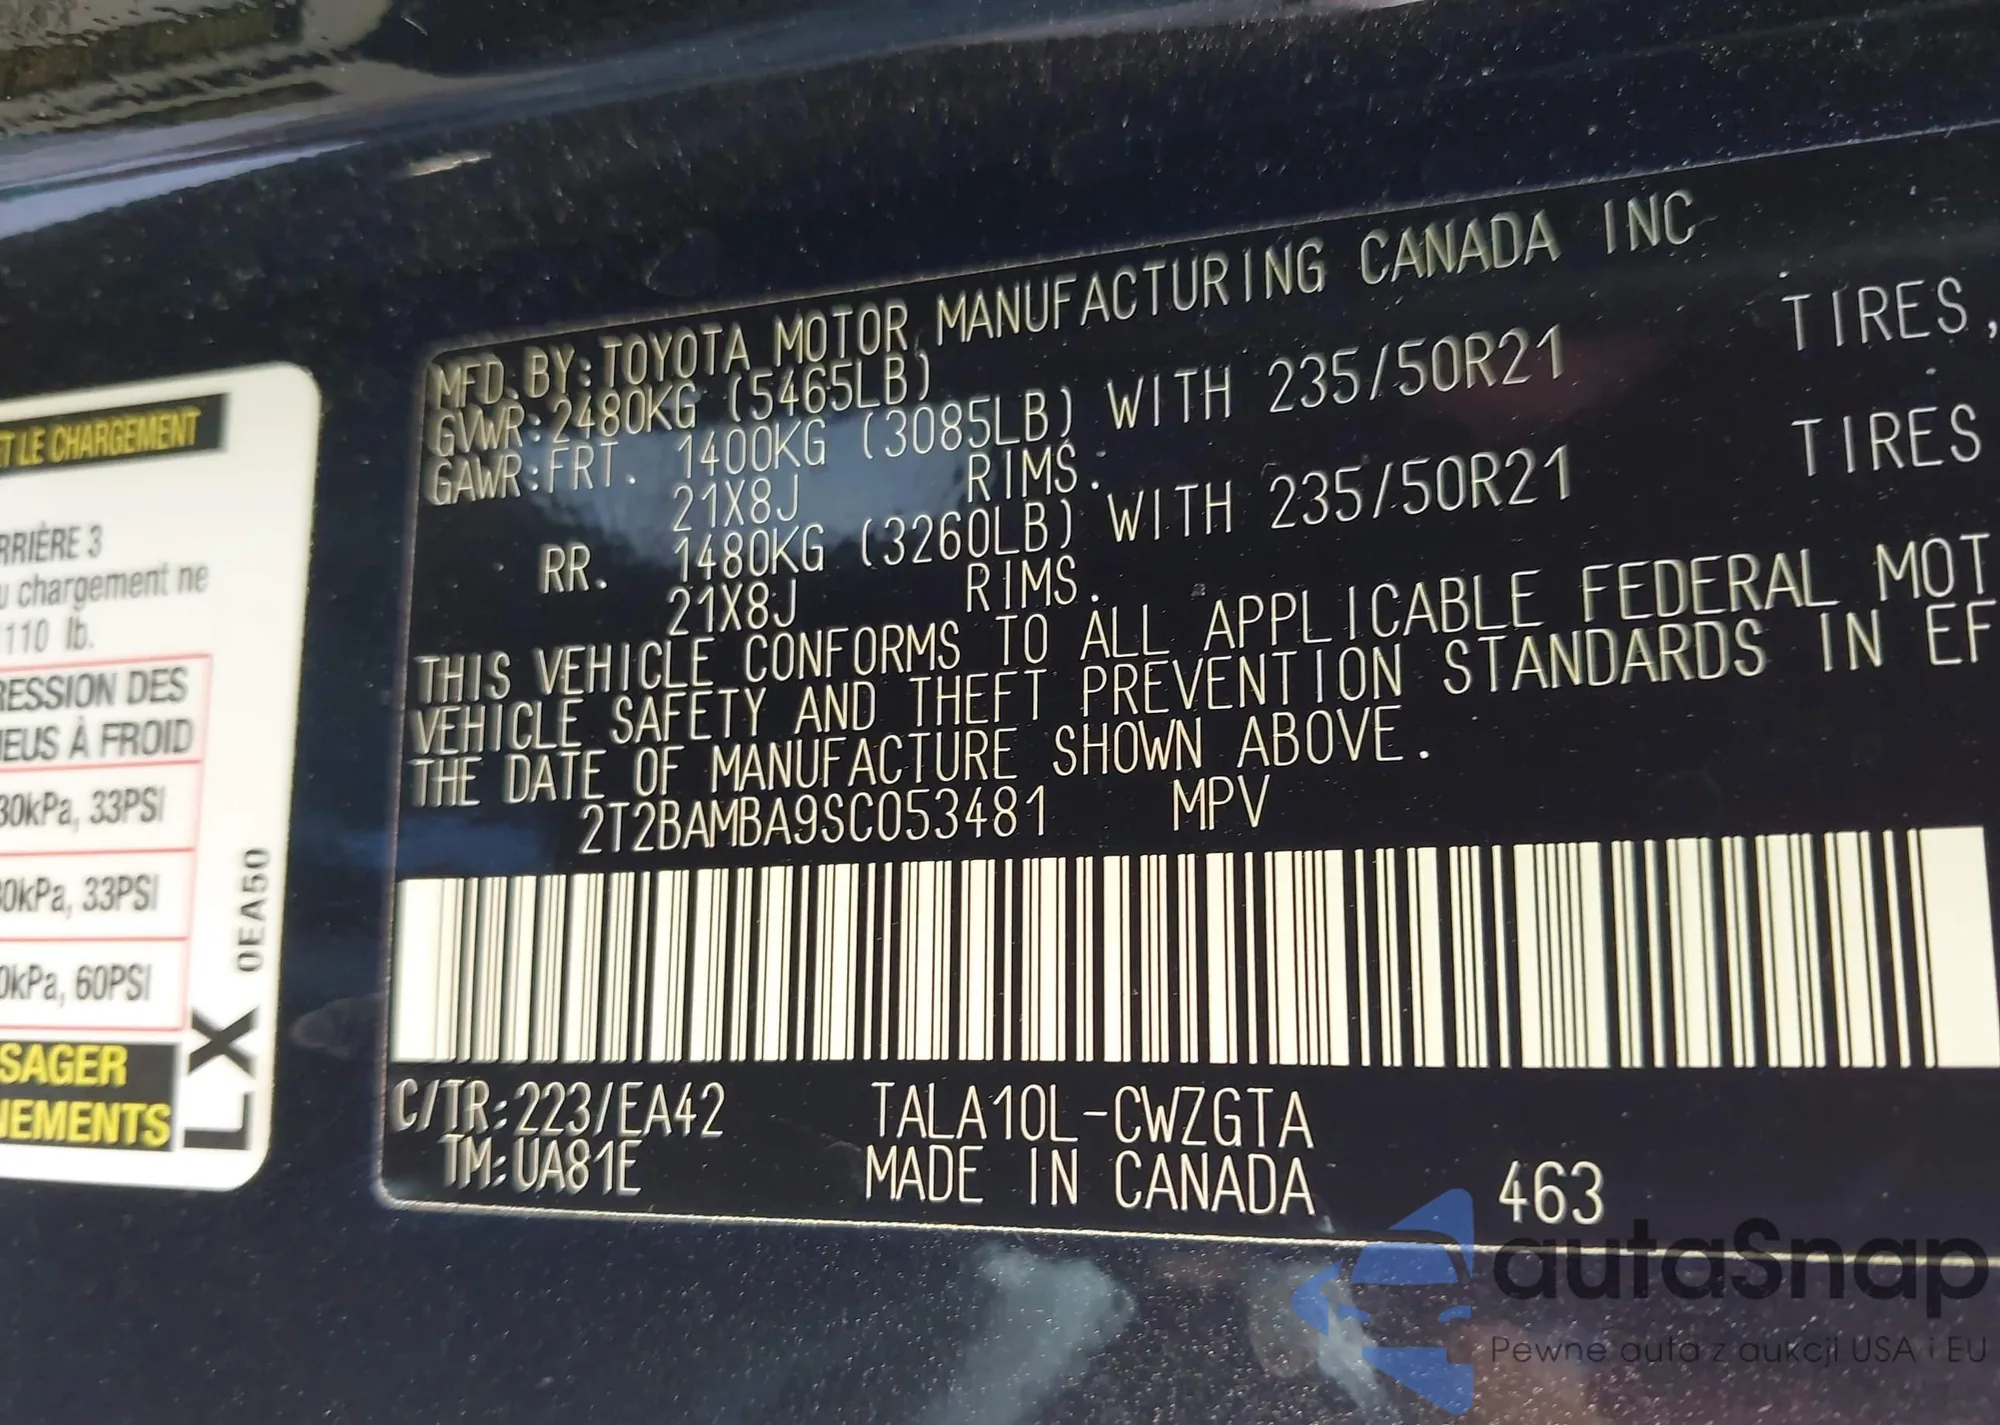 ET LE CHARGEMENT
RRIÈRE 3
u chargement ne
110 lb.
RESSION DES
NEUS À FROID
30kPa, 33PSI
30kPa, 33PSI
0kPa, 60PSI
SAGER
NEMENTS
LX 0EA50
MFD. BY: TOYOTA MOTOR MANUFACTURING CANADA INC
GVWR: 2480KG (5465LB)
GAWR: FRT. 1400KG (3085LB) WITH 235/50R21 TIRES,
21X8J RIMS.
RR. 1480KG (3260LB) WITH 235/50R21 TIRES
21X8J RIMS.
THIS VEHICLE CONFORMS TO ALL APPLICABLE FEDERAL MOT
VEHICLE SAFETY AND THEFT PREVENTION STANDARDS IN EF
THE DATE OF MANUFACTURE SHOWN ABOVE.
2T2BAMBA9SC053481 MPV
C/TR: 223/EA42 TALA10L-CWZGTA
TM: UA81E MADE IN CANADA 463
autaSnap
Pewne auta z aukcji USA i EU